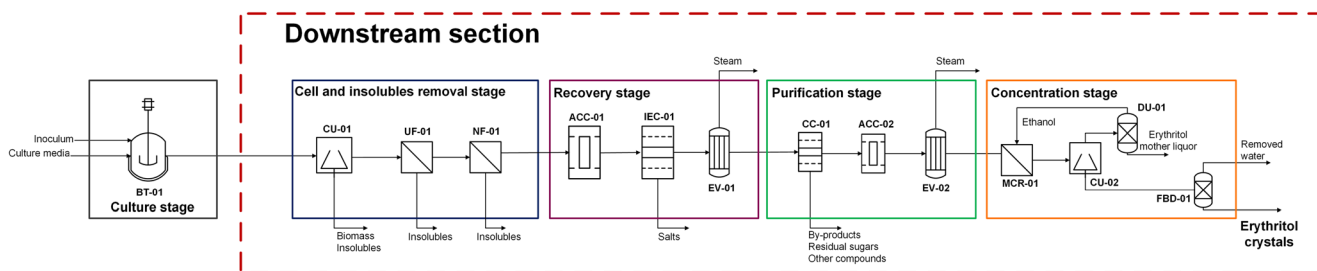 Downstream section
Inoculum
Culture media
BT-01
Culture stage
Cell and insolubles removal stage
CU-01
UF-01
NF-01
Biomass
Insolubles
Insolubles
Insolubles
Recovery stage
Steam
ACC-01
IEC-01
EV-01
Salts
Purification stage
Steam
CC-01
ACC-02
EV-02
By-products
Residual sugars
Other compounds
Concentration stage
DU-01
Ethanol
Erythritol
mother liquor
MCR-01
CU-02
FBD-01
Removed
water
Erythritol
crystals